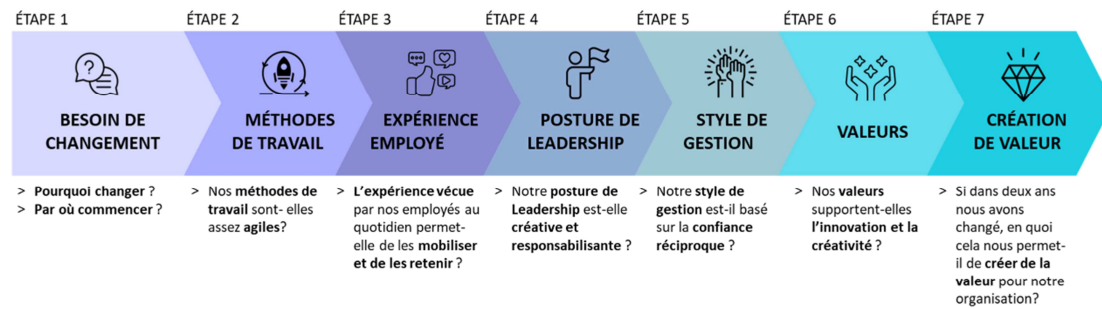 ÉTAPE 1
ÉTAPE 2
ÉTAPE 3
ÉTAPE 4
ÉTAPE 5
ÉTAPE 6
ÉTAPE 7
BESOIN DE
CHANGEMENT
MÉTHODES
DE TRAVAIL
EXPÉRIENCE
EMPLOYÉ
POSTURE DE
LEADERSHIP
STYLE DE
GESTION
VALEURS
CRÉATION
DE VALEUR
> Pourquoi changer ?
> Par où commencer ?
> Nos méthodes de
travail sont- elles
assez agiles?
> L'expérience vécue
par nos employés au
quotidien permet-
elle de les mobiliser
et de les retenir ?
> Notre posture de
Leadership est-elle
créative et
responsabilisante ?
> Notre style de
gestion est-il basé
sur la confiance
réciproque ?
> Nos valeurs
supportent-elles
l'innovation et la
créativité ?
> Si dans deux ans
nous avons
changé, en quoi
cela nous permet-
il de créer de la
valeur pour notre
organisation?